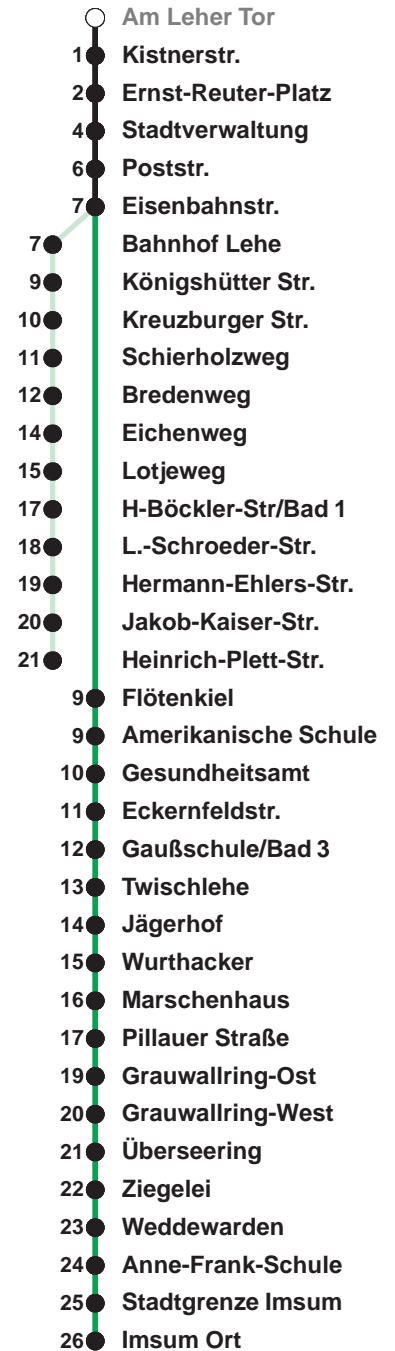 Am Leher Tor
1 Kistnerstr.
2 Ernst-Reuter-Platz
4 Stadtverwaltung
6 Poststr.
7 Eisenbahnstr.
7 Bahnhof Lehe
9 Königshütter Str.
10 Kreuzburger Str.
11 Schierholzweg
12 Bredenweg
14 Eichenweg
15 Lotjeweg
17 H-Böckler-Str/Bad 1
18 L.-Schroeder-Str.
19 Hermann-Ehlers-Str.
20 Jakob-Kaiser-Str.
21 Heinrich-Plett-Str.
9 Flötenkiel
9 Amerikanische Schule
10 Gesundheitsamt
11 Eckernfeldstr.
12 Gaußschule/Bad 3
13 Twischlehe
14 Jägerhof
15 Wurthacker
16 Marschenhaus
17 Pillauer Straße
19 Grauwallring-Ost
20 Grauwallring-West
21 Überseering
22 Ziegelei
23 Weddewarden
24 Anne-Frank-Schule
25 Stadtgrenze Imsum
26 Imsum Ort